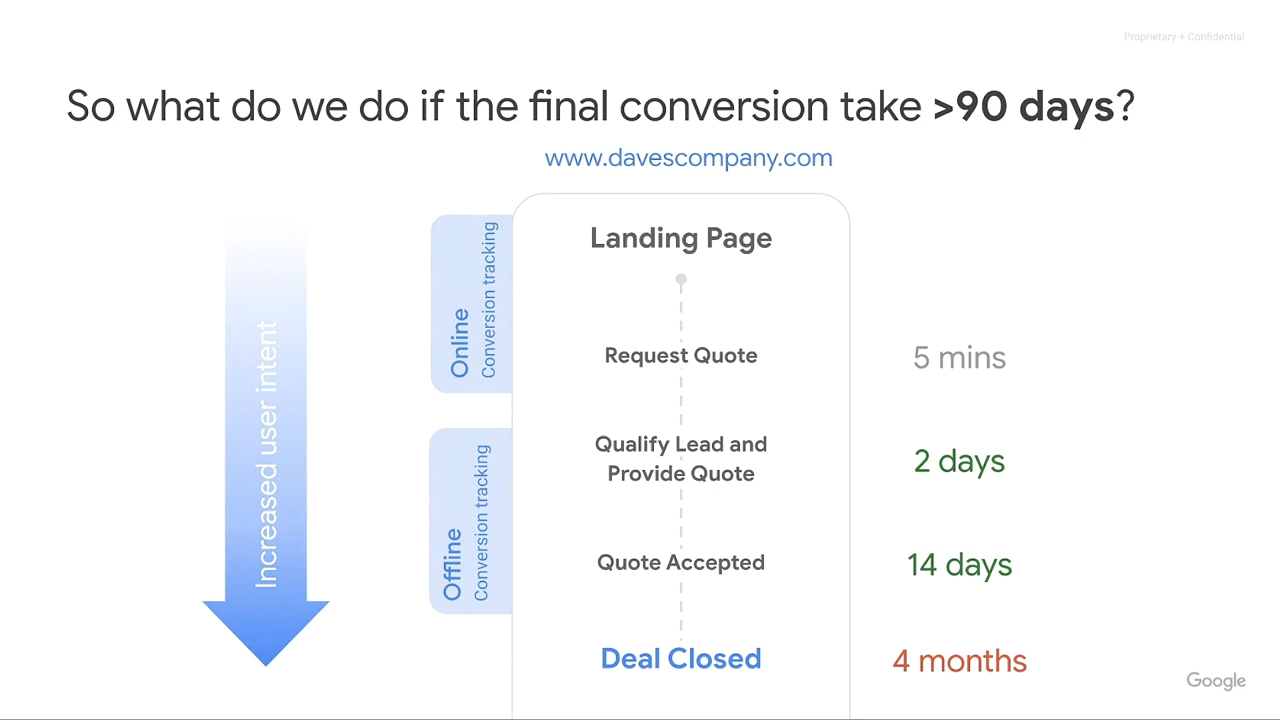 Proprietary + Confidential
So what do we do if the final conversion take >90 days?
www.davescompany.com
Increased user intent
Online
Conversion tracking
Offline
Conversion tracking
Landing Page
Request Quote
5 mins
Qualify Lead and
Provide Quote
2 days
Quote Accepted
14 days
Deal Closed
4 months
Google